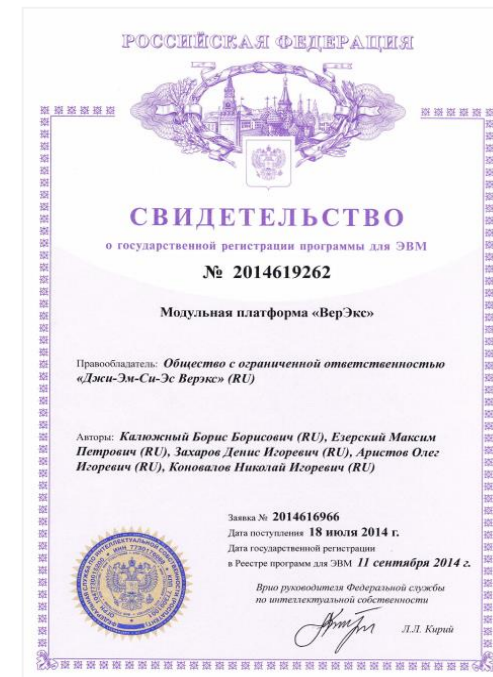 РОССИЙСКАЯ ФЕДЕРАЦИЯ
СВИДЕТЕЛЬСТВО
о государственной регистрации программы для ЭВМ
№ 2014619262
Модульная платформа «ВерЭкс»
Правообладатель: Общество с ограниченной ответственностью
«Джи-Эм-Си-Эс Верэкс» (RU)
Авторы: Калюжный Борис Борисович (RU), Езерский Максим
Петрович (RU), Захаров Денис Игоревич (RU), Аристов Олег
Игоревич (RU), Коновалов Николай Игоревич (RU)
Заявка № 2014616966
Дата поступления 18 июля 2014 г.
Дата государственной регистрации
в Реестре программ для ЭВМ 11 сентября 2014 г.
Врио руководителя Федеральной службы
по интеллектуальной собственности
Л.Л. Кирий